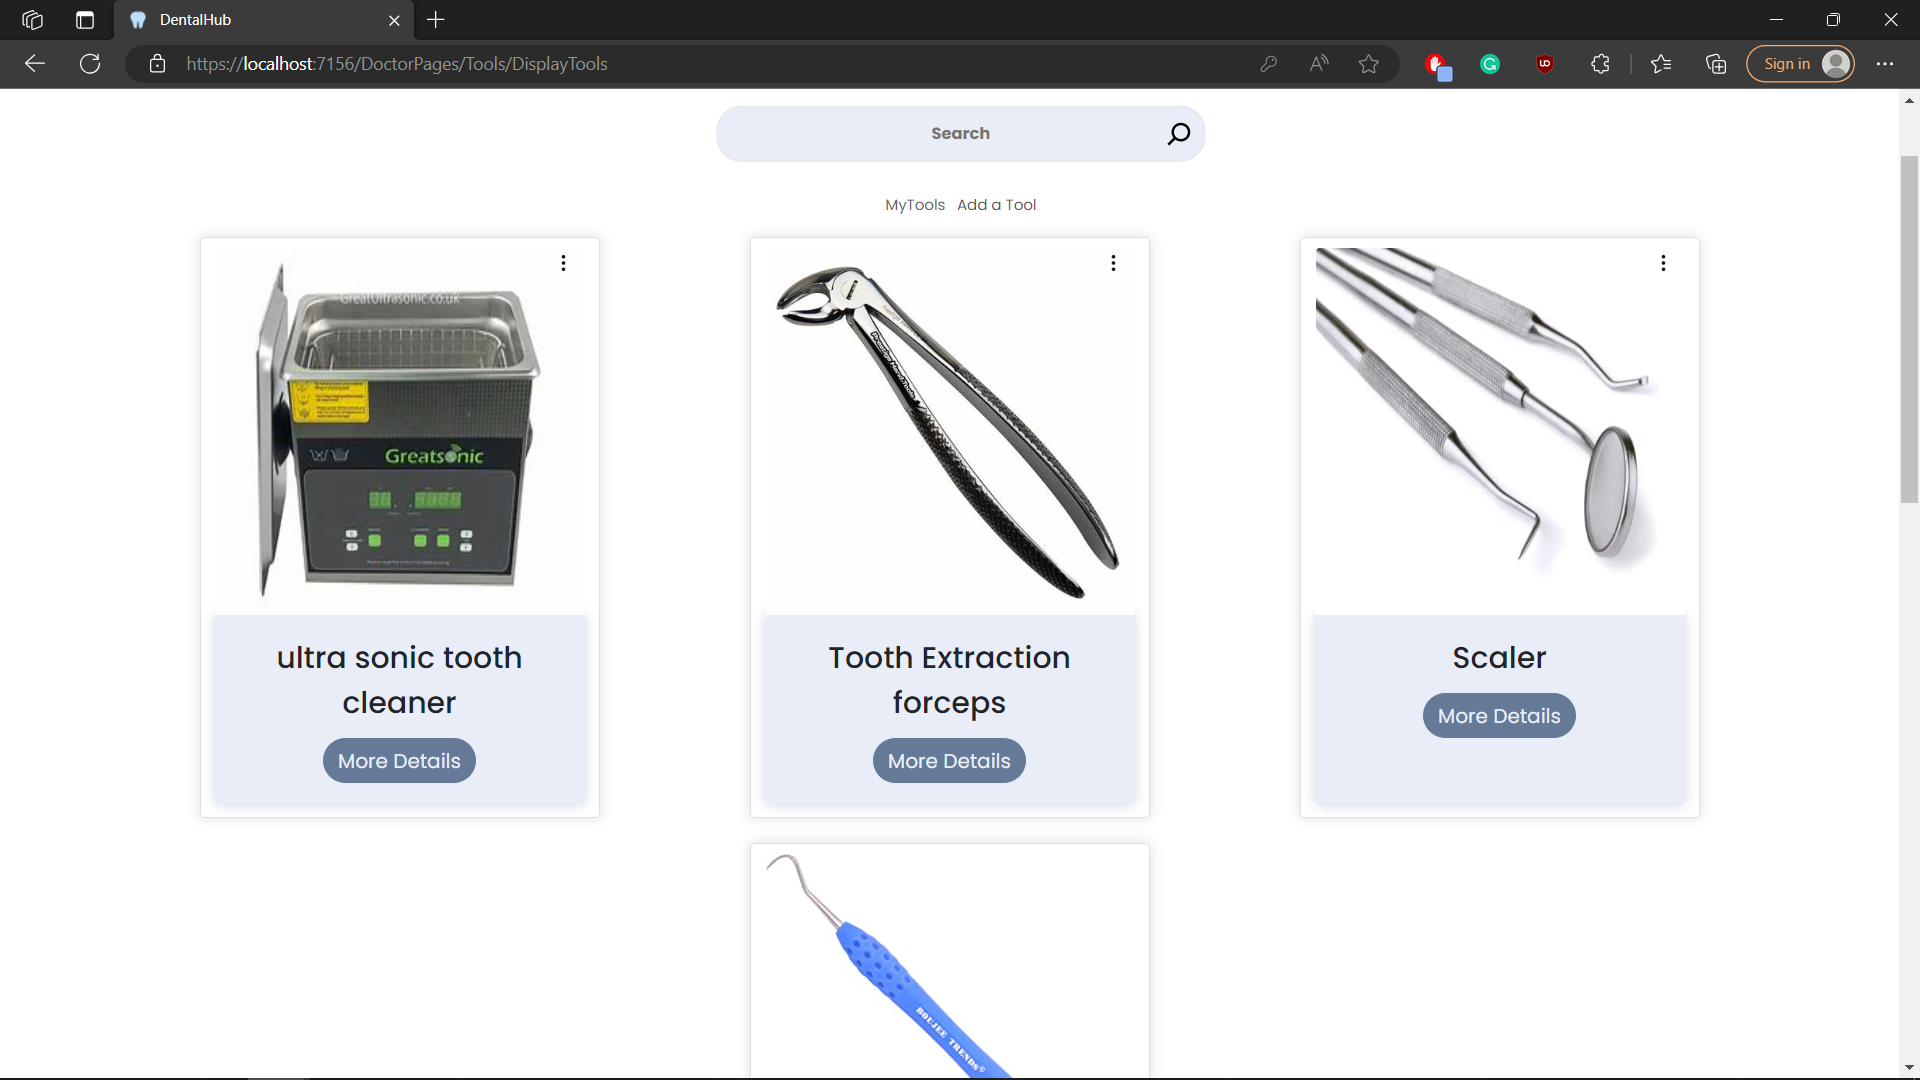 DentalHub
https://localhost:7156/DoctorPages/Tools/DisplayTools
Sign in
Search
MyTools Add a Tool
GreatUltrasonic.co.uk
Greatsonic
ultra sonic tooth
cleaner
More Details
Tooth Extraction
forceps
More Details
Scaler
More Details
BOUJEE TRENDS®